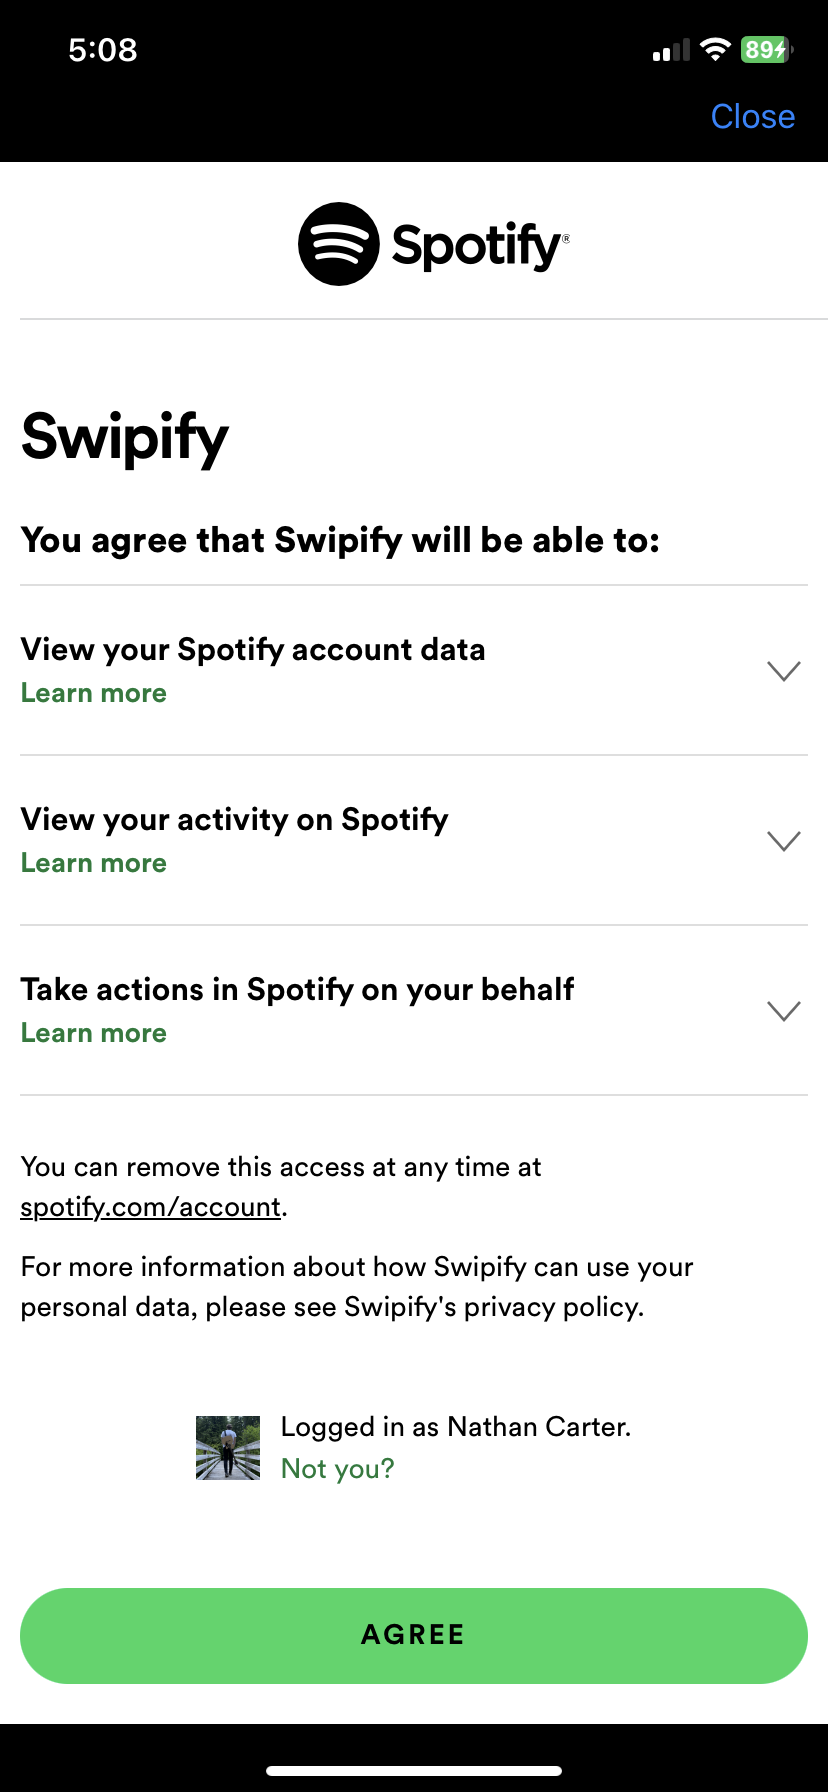 5:08
89
Close
Spotify®
Swipify
You agree that Swipify will be able to:
View your Spotify account data
Learn more
View your activity on Spotify
Learn more
Take actions in Spotify on your behalf
Learn more
You can remove this access at any time at
spotify.com/account.
For more information about how Swipify can use your
personal data, please see Swipify's privacy policy.
Logged in as Nathan Carter.
Not you?
AGREE